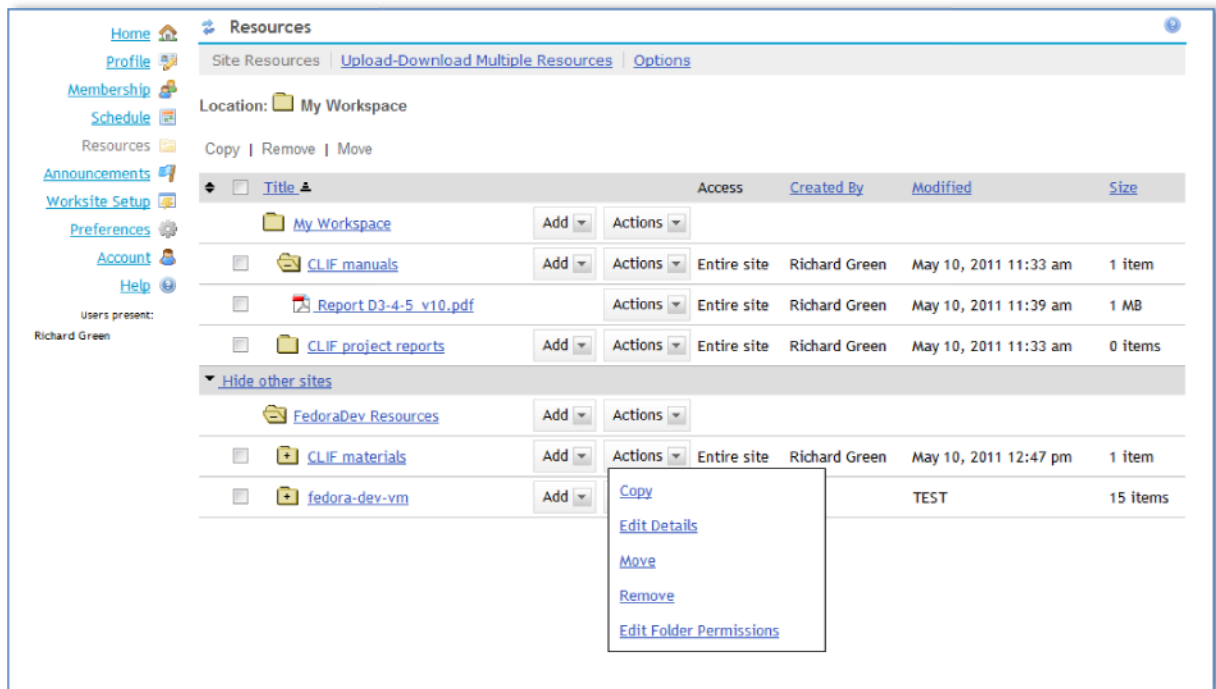 Home
Profile
Membership
Schedule
Resources
Announcements
Worksite Setup
Preferences
Account
Help
Users present:
Richard Green
Resources
Site Resources | Upload-Download Multiple Resources | Options
Location: My Workspace
Copy | Remove | Move
Title Access Created By Modified Size
My Workspace Add Actions
CLIF manuals Add Actions Entire site Richard Green May 10, 2011 11:33 am 1 item
Report D3-4-5_v10.pdf Actions Entire site Richard Green May 10, 2011 11:39 am 1 MB
CLIF project reports Add Actions Entire site Richard Green May 10, 2011 11:33 am 0 items
Hide other sites
FedoraDev Resources Add Actions
CLIF materials Add Actions Entire site Richard Green May 10, 2011 12:47 pm 1 item
fedora-dev-vm Add TEST 15 items
Copy
Edit Details
Move
Remove
Edit Folder Permissions